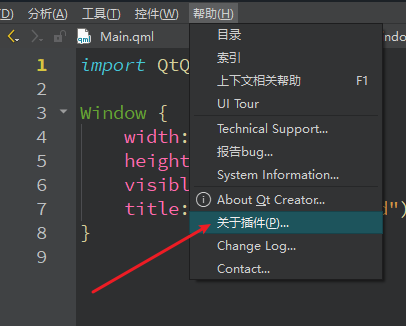 (D) 分析(A) 工具(T) 控件(W) 帮助(H)
Main.qml
1 import QtQ
2
3 Window {
4 width:
5 height
6 visibl
7 title: d")
8 }
9
目录
索引
上下文相关帮助 F1
UI Tour
Technical Support...
报告bug...
System Information...
About Qt Creator...
关于插件(P)...
Change Log...
Contact...